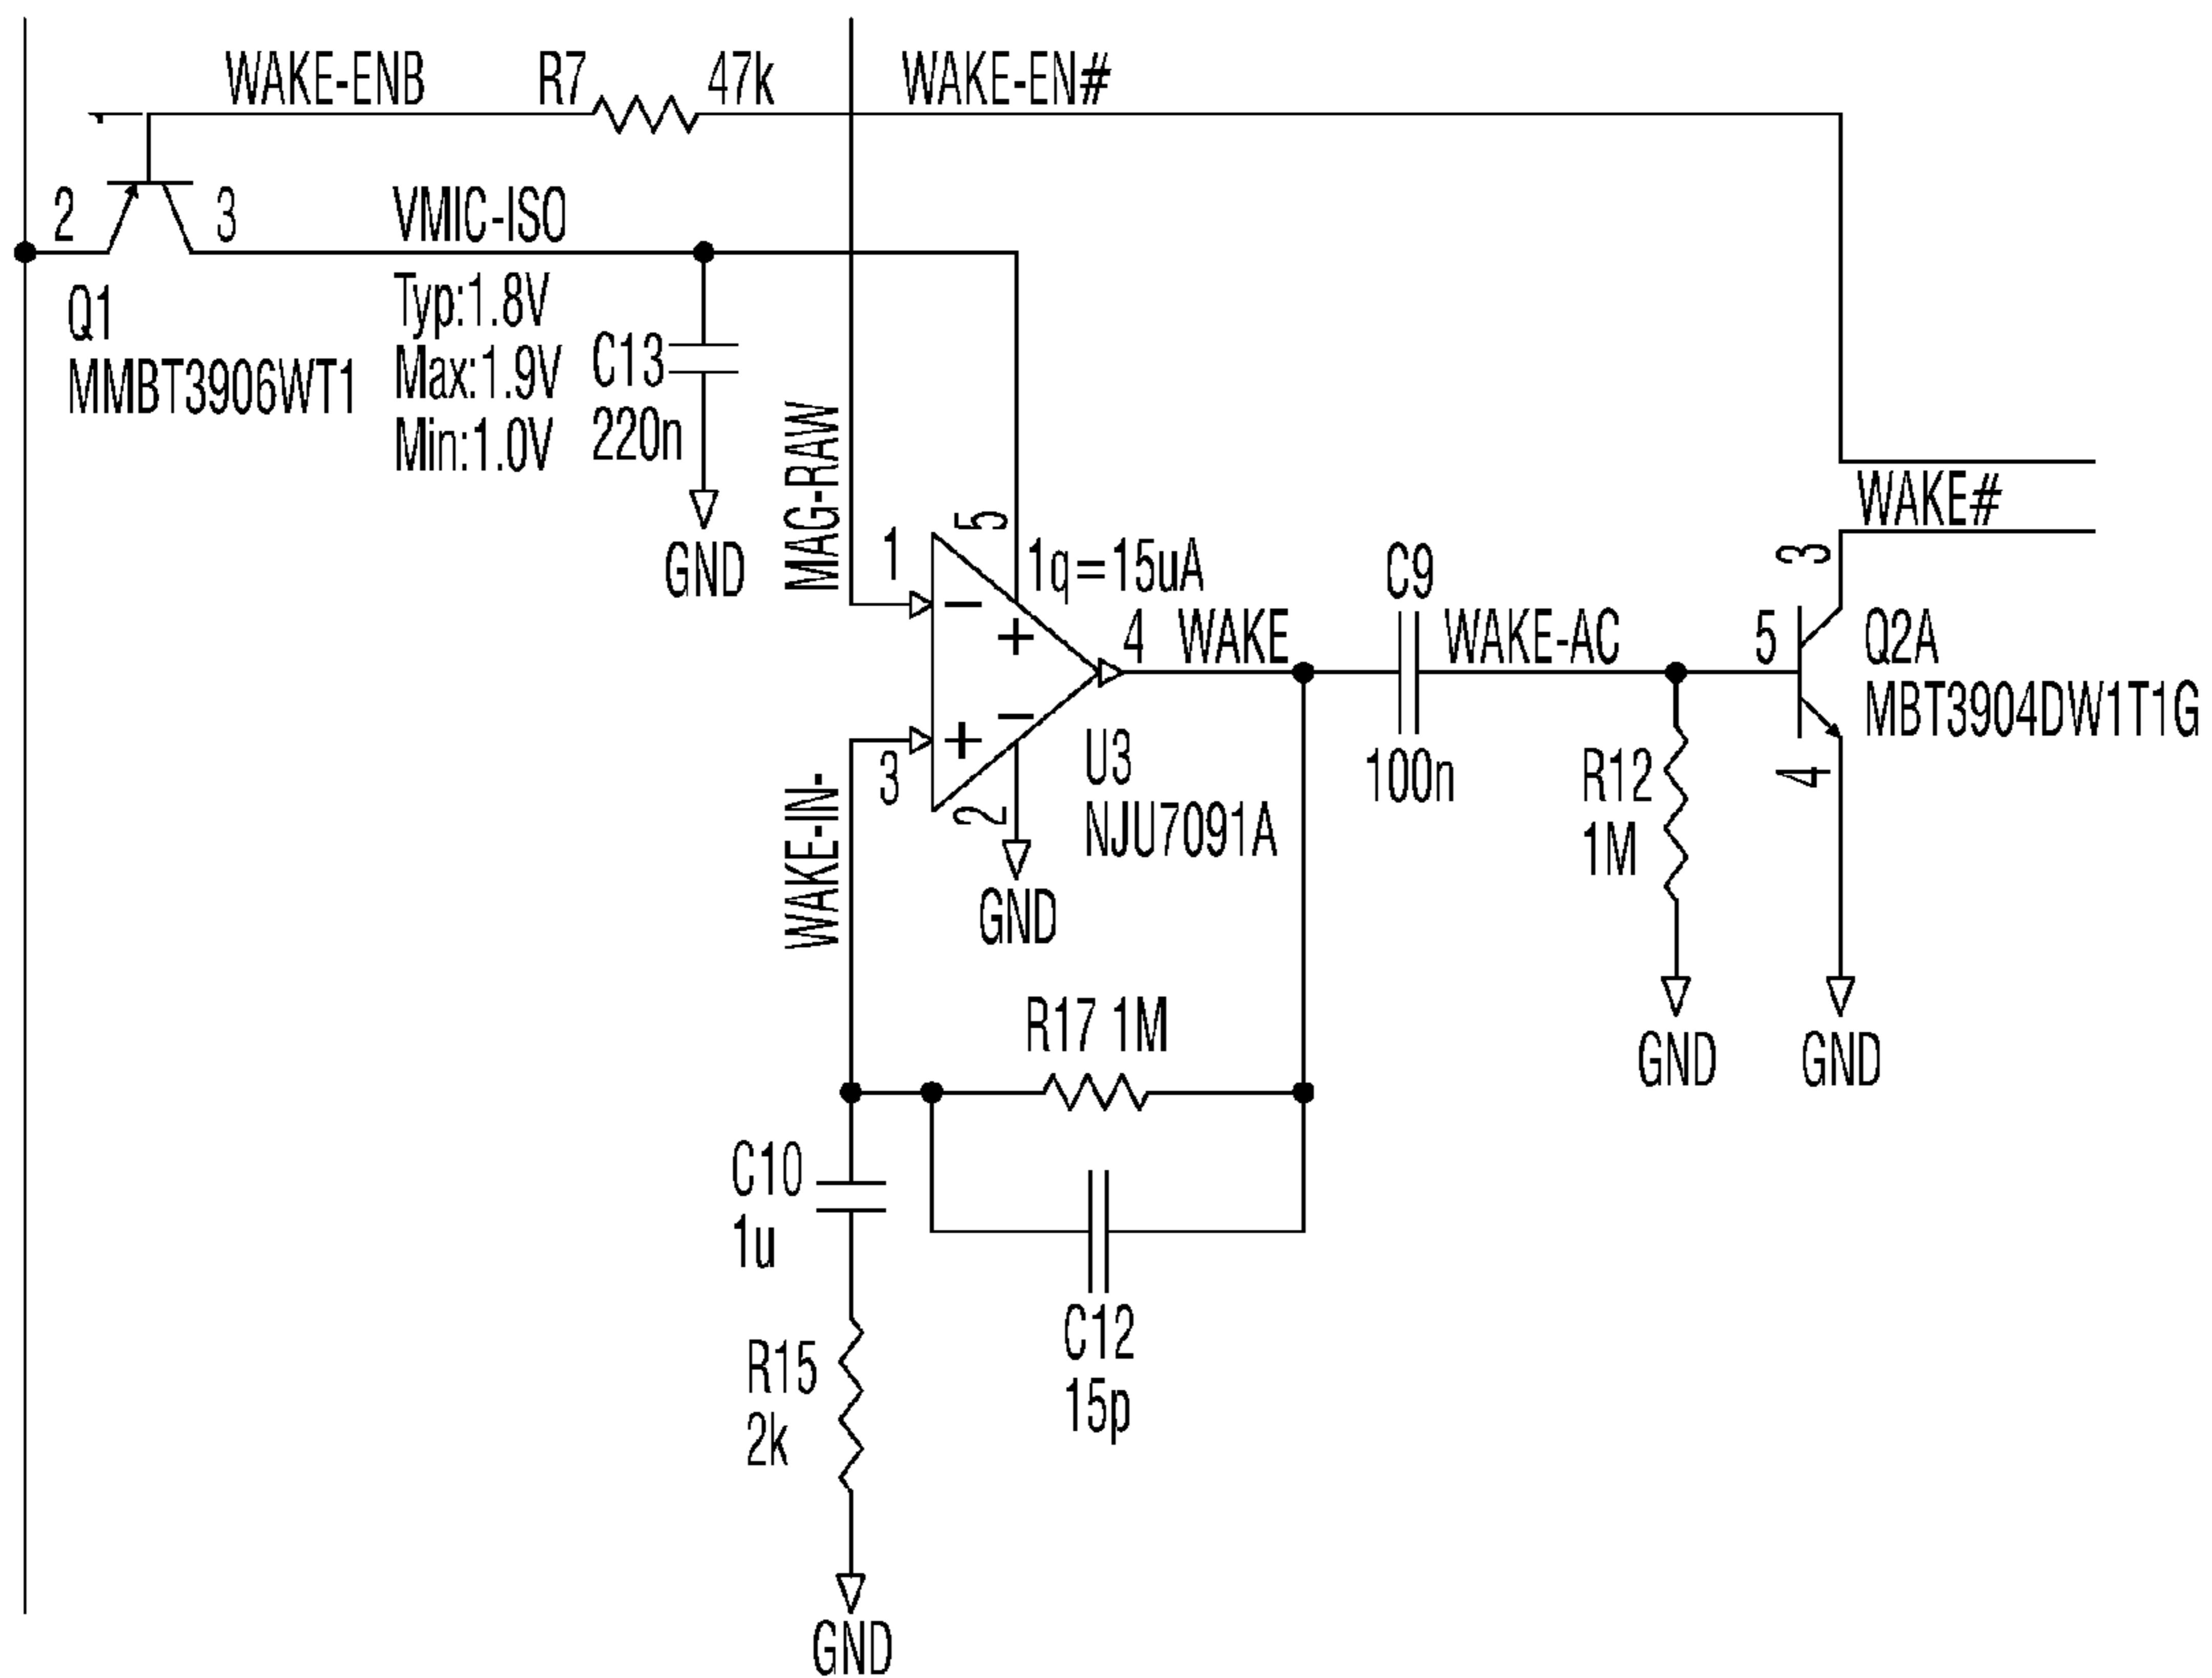 WAKE-ENB R7 47k WAKE-EN#
2 3 VMIC-ISO
Q1
MMBT3906WT1
Typ:1.8V
Max:1.9V
Min:1.0V
C13
220n
GND
MAG-RAW
WAKE#
1 5 1q=15uA
−
+
4 WAKE
C9
100n
WAKE-AC
3
5 Q2A
MBT3904DW1T1G
4
−
+
3
2
U3
NJU7091A
GND
WAKE-IN-
R12
1M
GND GND
R17 1M
C10
1u
C12
15p
R15
2k
GND